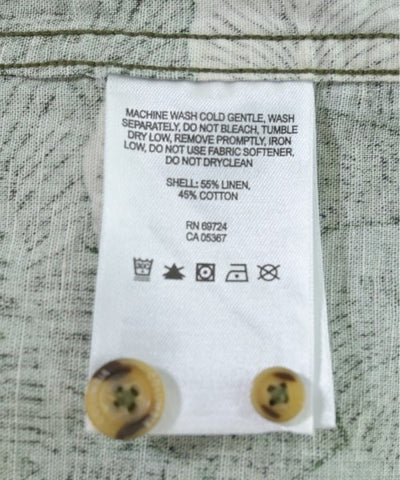 MACHINE WASH COLD GENTLE, WASH
SEPARATELY, DO NOT BLEACH, TUMBLE
DRY LOW, REMOVE PROMPTLY, IRON
LOW, DO NOT USE FABRIC SOFTENER,
DO NOT DRYCLEAN
SHELL: 55% LINEN,
45% COTTON
RN 69724
CA 05367